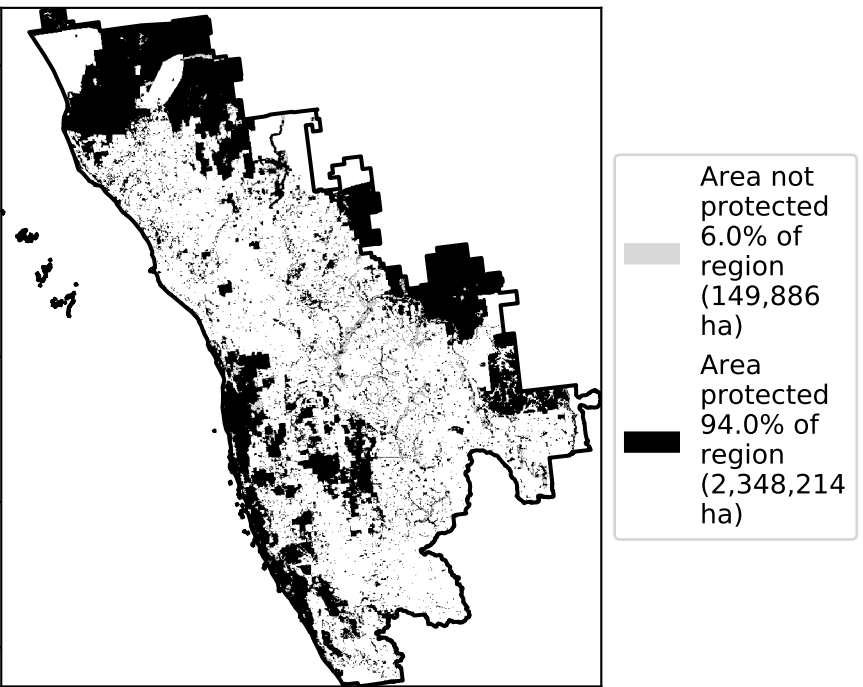 Area not
protected
6.0% of
region
(149,886
ha)
Area
protected
94.0% of
region
(2,348,214
ha)